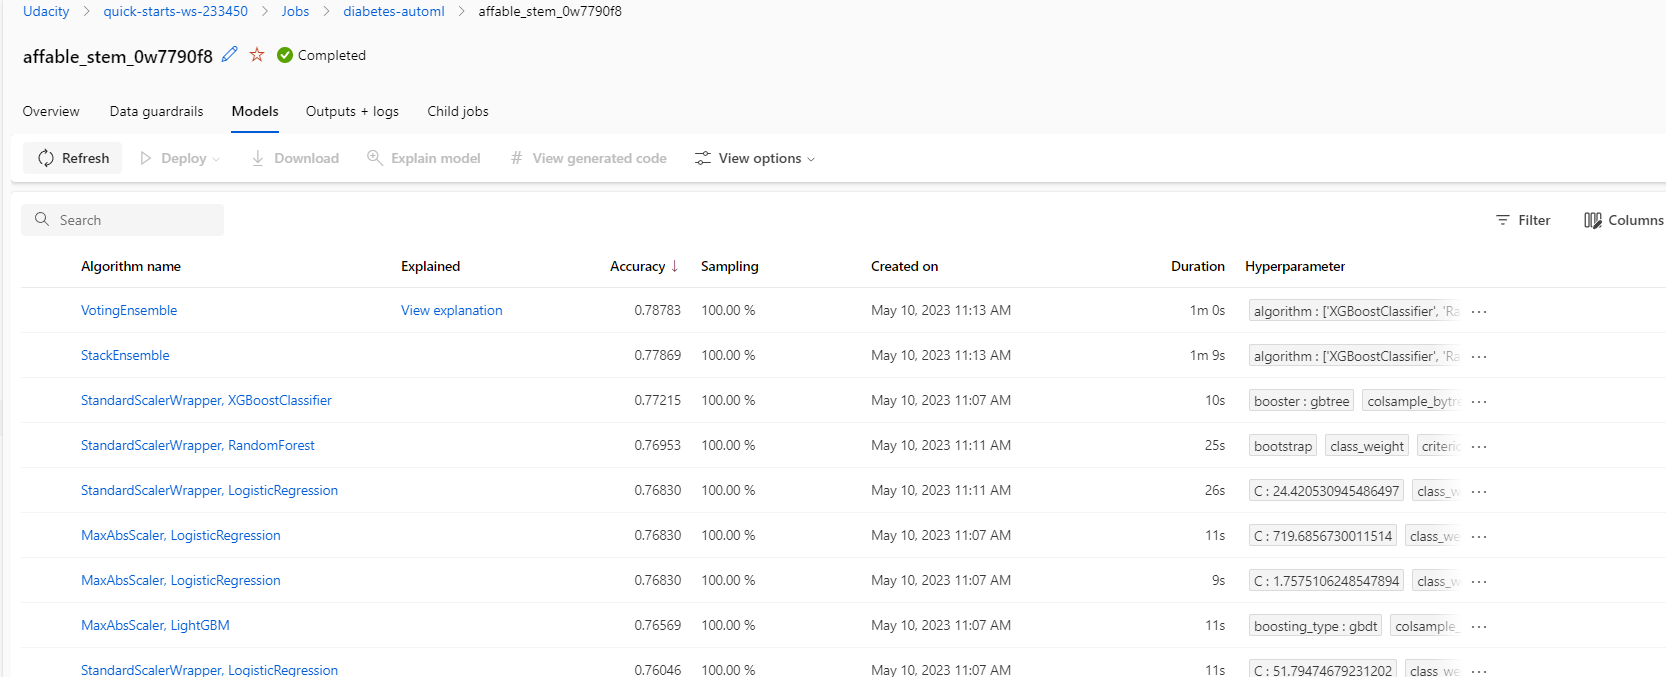 Udacity > quick-starts-ws-233450 > Jobs > diabetes-automl > affable_stem_0w7790f8
affable_stem_0w7790f8 Completed
Overview Data guardrails Models Outputs + logs Child jobs
Refresh Deploy Download Explain model # View generated code View options
Search Filter Columns
Algorithm name Explained Accuracy ↓ Sampling Created on Duration Hyperparameter
VotingEnsemble View explanation 0.78783 100.00 % May 10, 2023 11:13 AM 1m 0s algorithm : ['XGBoostClassifier', 'Ra ...
StackEnsemble 0.77869 100.00 % May 10, 2023 11:13 AM 1m 9s algorithm : ['XGBoostClassifier', 'Ra ...
StandardScalerWrapper, XGBoostClassifier 0.77215 100.00 % May 10, 2023 11:07 AM 10s booster : gbtree colsample_bytre ...
StandardScalerWrapper, RandomForest 0.76953 100.00 % May 10, 2023 11:11 AM 25s bootstrap class_weight criteric ...
StandardScalerWrapper, LogisticRegression 0.76830 100.00 % May 10, 2023 11:11 AM 26s C : 24.420530945486497 class_w ...
MaxAbsScaler, LogisticRegression 0.76830 100.00 % May 10, 2023 11:07 AM 11s C : 719.6856730011514 class_we ...
MaxAbsScaler, LogisticRegression 0.76830 100.00 % May 10, 2023 11:07 AM 9s C : 1.7575106248547894 class_w ...
MaxAbsScaler, LightGBM 0.76569 100.00 % May 10, 2023 11:07 AM 11s boosting_type : gbdt colsample_ ...
StandardScalerWrapper, LogisticRegression 0.76046 100.00 % May 10, 2023 11:07 AM 11s C : 51.79474679231202 class_we ...